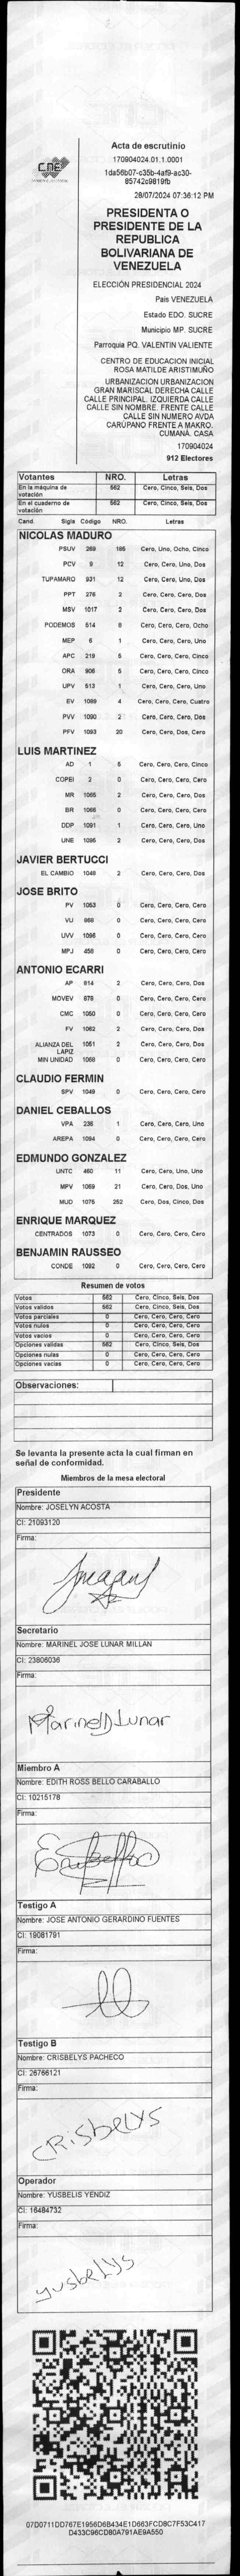 CNE
Acta de escrutinio
170904024.01.1.0001
1da56b07-c35b-4af9-ac30-
85742c9819fb
28/07/2024 07:36:12 PM
PRESIDENTA O
PRESIDENTE DE LA
REPUBLICA
BOLIVARIANA DE
VENEZUELA
ELECCIÓN PRESIDENCIAL 2024
País VENEZUELA
Estado EDO. SUCRE
Municipio MP. SUCRE
Parroquia PQ. VALENTIN VALIENTE
CENTRO DE EDUCACION INICIAL
ROSA MATILDE ARISTIMUÑO
URBANIZACION URBANIZACION
GRAN MARISCAL DERECHA CALLE
CALLE PRINCIPAL. IZQUIERDA CALLE
CALLE SIN NOMBRE. FRENTE CALLE
CALLE SIN NUMERO AVDA
CARÚPANO FRENTE A MAKRO.
CUMANÁ. CASA
170904024
912 Electores
Votantes NRO. Letras
En la máquina de votación 562 Cero, Cinco, Seis, Dos
En el cuaderno de votación 562 Cero, Cinco, Seis, Dos
Cand. Sigls Código NRO. Letras
NICOLAS MADURO
PSUV 269 185 Cero, Uno, Ocho, Cinco
PCV 9 12 Cero, Cero, Uno, Dos
TUPAMARO 931 12 Cero, Cero, Uno, Dos
PPT 276 2 Cero, Cero, Cero, Dos
MSV 1017 2 Cero, Cero, Cero, Dos
PODEMOS 514 8 Cero, Cero, Cero, Ocho
MEP 6 1 Cero, Cero, Cero, Uno
APC 219 5 Cero, Cero, Cero, Cinco
ORA 906 5 Cero, Cero, Cero, Cinco
UPV 513 1 Cero, Cero, Cero, Uno
EV 1089 4 Cero, Cero, Cero, Cuatro
PVV 1090 2 Cero, Cero, Cero, Dos
PFV 1093 20 Cero, Cero, Dos, Cero
LUIS MARTINEZ
AD 1 5 Cero, Cero, Cero, Cinco
COPEI 2 0 Cero, Cero, Cero, Cero
MR 1065 2 Cero, Cero, Cero, Dos
BR 1066 0 Cero, Cero, Cero, Cero
DDP 1091 1 Cero, Cero, Cero, Uno
UNE 1095 2 Cero, Cero, Cero, Dos
JAVIER BERTUCCI
EL CAMBIO 1048 2 Cero, Cero, Cero, Dos
JOSE BRITO
PV 1053 0 Cero, Cero, Cero, Cero
VU 868 0 Cero, Cero, Cero, Cero
UVV 1096 0 Cero, Cero, Cero, Cero
MPJ 458 0 Cero, Cero, Cero, Cero
ANTONIO ECARRI
AP 814 2 Cero, Cero, Cero, Dos
MOVEV 878 0 Cero, Cero, Cero, Cero
CMC 1050 0 Cero, Cero, Cero, Cero
FV 1062 2 Cero, Cero, Cero, Dos
ALIANZA DEL LAPIZ 1051 2 Cero, Cero, Cero, Dos
MIN UNIDAD 1058 0 Cero, Cero, Cero, Cero
CLAUDIO FERMIN
SPV 1049 0 Cero, Cero, Cero, Cero
DANIEL CEBALLOS
VPA 236 1 Cero, Cero, Cero, Uno
AREPA 1094 0 Cero, Cero, Cero, Cero
EDMUNDO GONZALEZ
UNTC 460 11 Cero, Cero, Uno, Uno
MPV 1069 21 Cero, Cero, Dos, Uno
MUD 1075 252 Cero, Dos, Cinco, Dos
ENRIQUE MARQUEZ
CENTRADOS 1073 0 Cero, Cero, Cero, Cero
BENJAMIN RAUSSEO
CONDE 1092 0 Cero, Cero, Cero, Cero
Resumen de votos
Votos 562 Cero, Cinco, Seis, Dos
Votos validos 562 Cero, Cinco, Seis, Dos
Votos parciales 0 Cero, Cero, Cero, Cero
Votos nulos 0 Cero, Cero, Cero, Cero
Votos vacios 0 Cero, Cero, Cero, Cero
Opciones validas 562 Cero, Cinco, Seis, Dos
Opciones nulas 0 Cero, Cero, Cero, Cero
Opciones vacias 0 Cero, Cero, Cero, Cero
Observaciones:
Se levanta la presente acta la cual firman en
señal de conformidad.
Miembros de la mesa electoral
Presidente
Nombre: JOSELYN ACOSTA
CI: 21093120
Firma:
Secretario
Nombre: MARINEL JOSE LUNAR MILLAN
CI: 23806036
Firma:
Marinel Lunar
Miembro A
Nombre: EDITH ROSS BELLO CARABALLO
CI: 10215178
Firma:
Testigo A
Nombre: JOSE ANTONIO GERARDINO FUENTES
CI: 19081791
Firma:
Testigo B
Nombre: CRISBELYS PACHECO
CI: 26766121
Firma:
CRisbelys
Operador
Nombre: YUSBELIS YENDIZ
CI: 16484732
Firma:
yusbelys
07D0711DD767E1956D6B434E1D663FCD8C7F53C417
D433C96CD80A791AE9A550